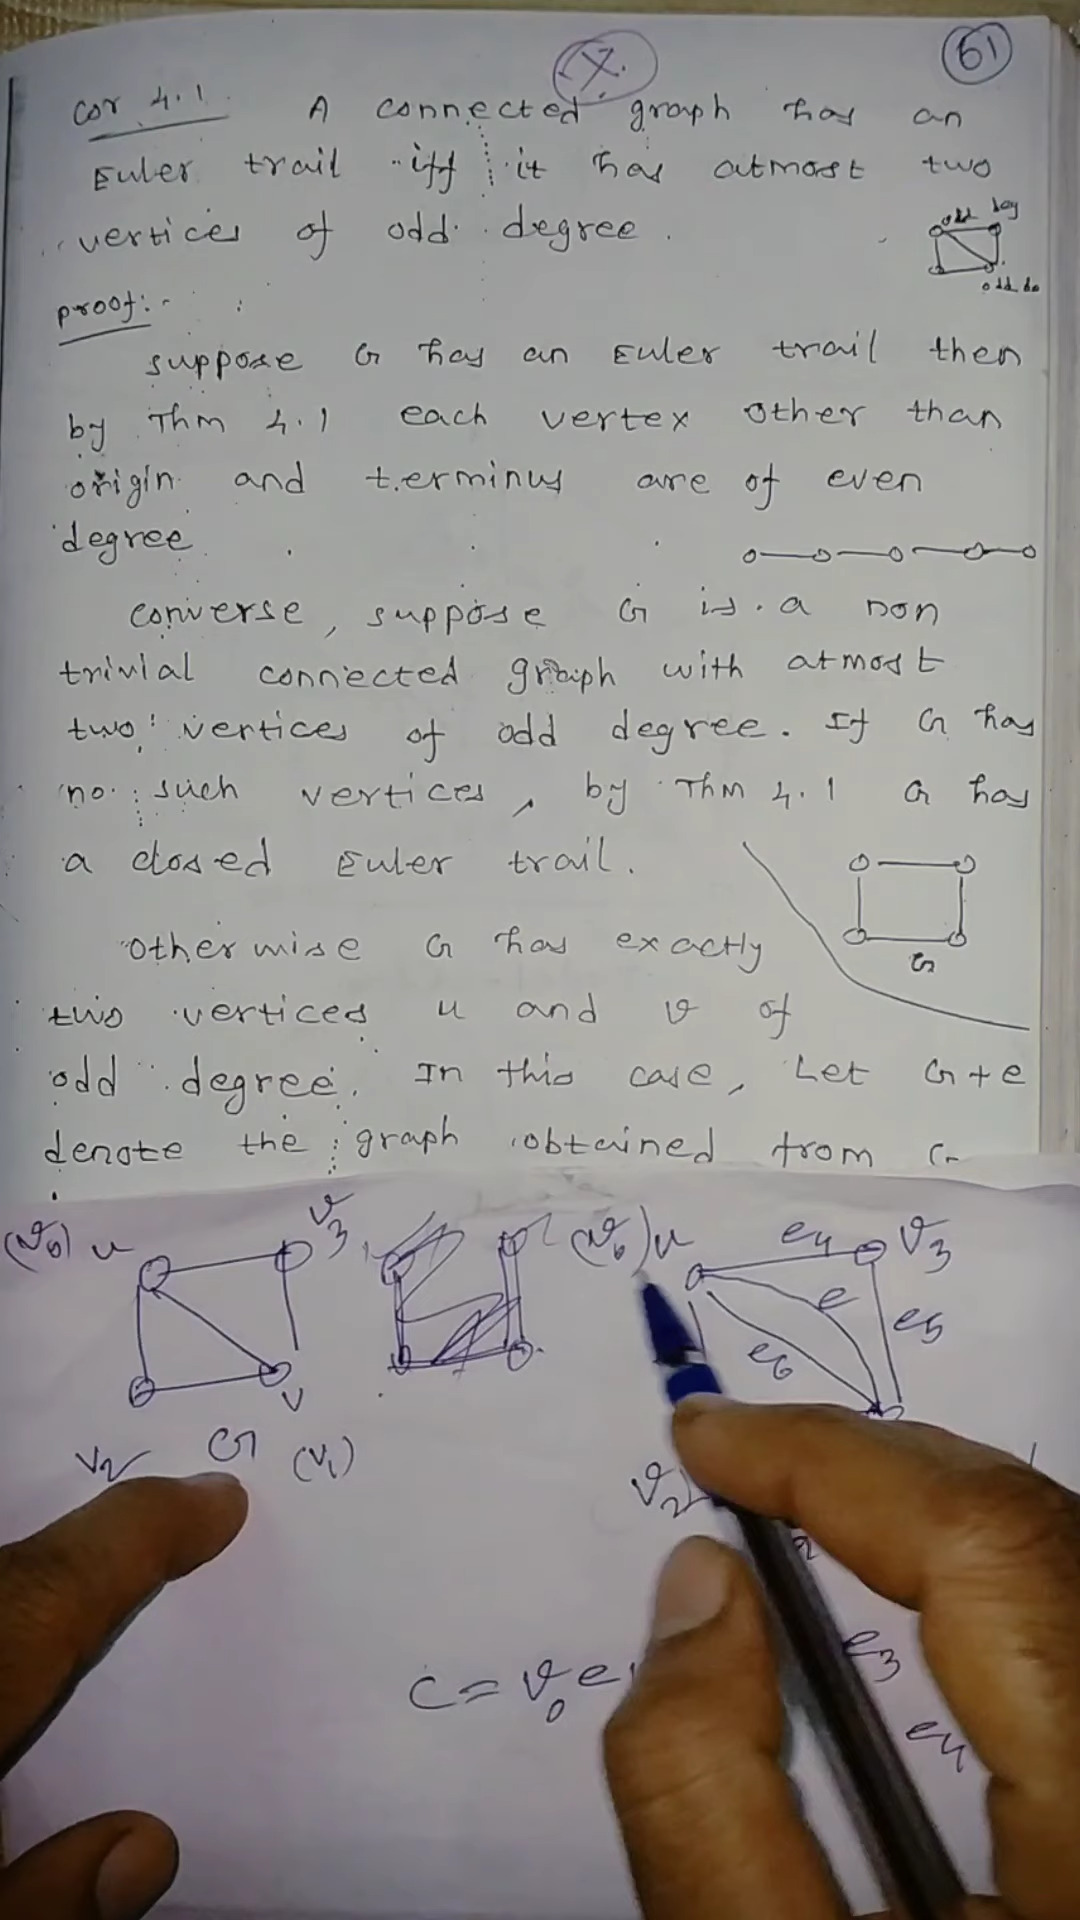 61
X.
Cor 4.1. A connected graph has an
Euler trail iff it has atmost two
vertices of odd degree.
odd deg
odd de
proof:-
suppose G has an Euler trail then
by Thm 4.1 each vertex other than
origin and terminus are of even
degree.
converse, suppose G is a non
trivial connected graph with atmost
two vertices of odd degree. If G has
no such vertices, by Thm 4.1 G has
a closed Euler trail.
G
otherwise G has exactly
two vertices u and v of
odd degree. In this case, Let G+e
denote the graph obtained from G
(v0) u v3
v2 G v (v1)
(v0) u e4 v3
e e5
e6
v2
C = v0 e1
e3
e4